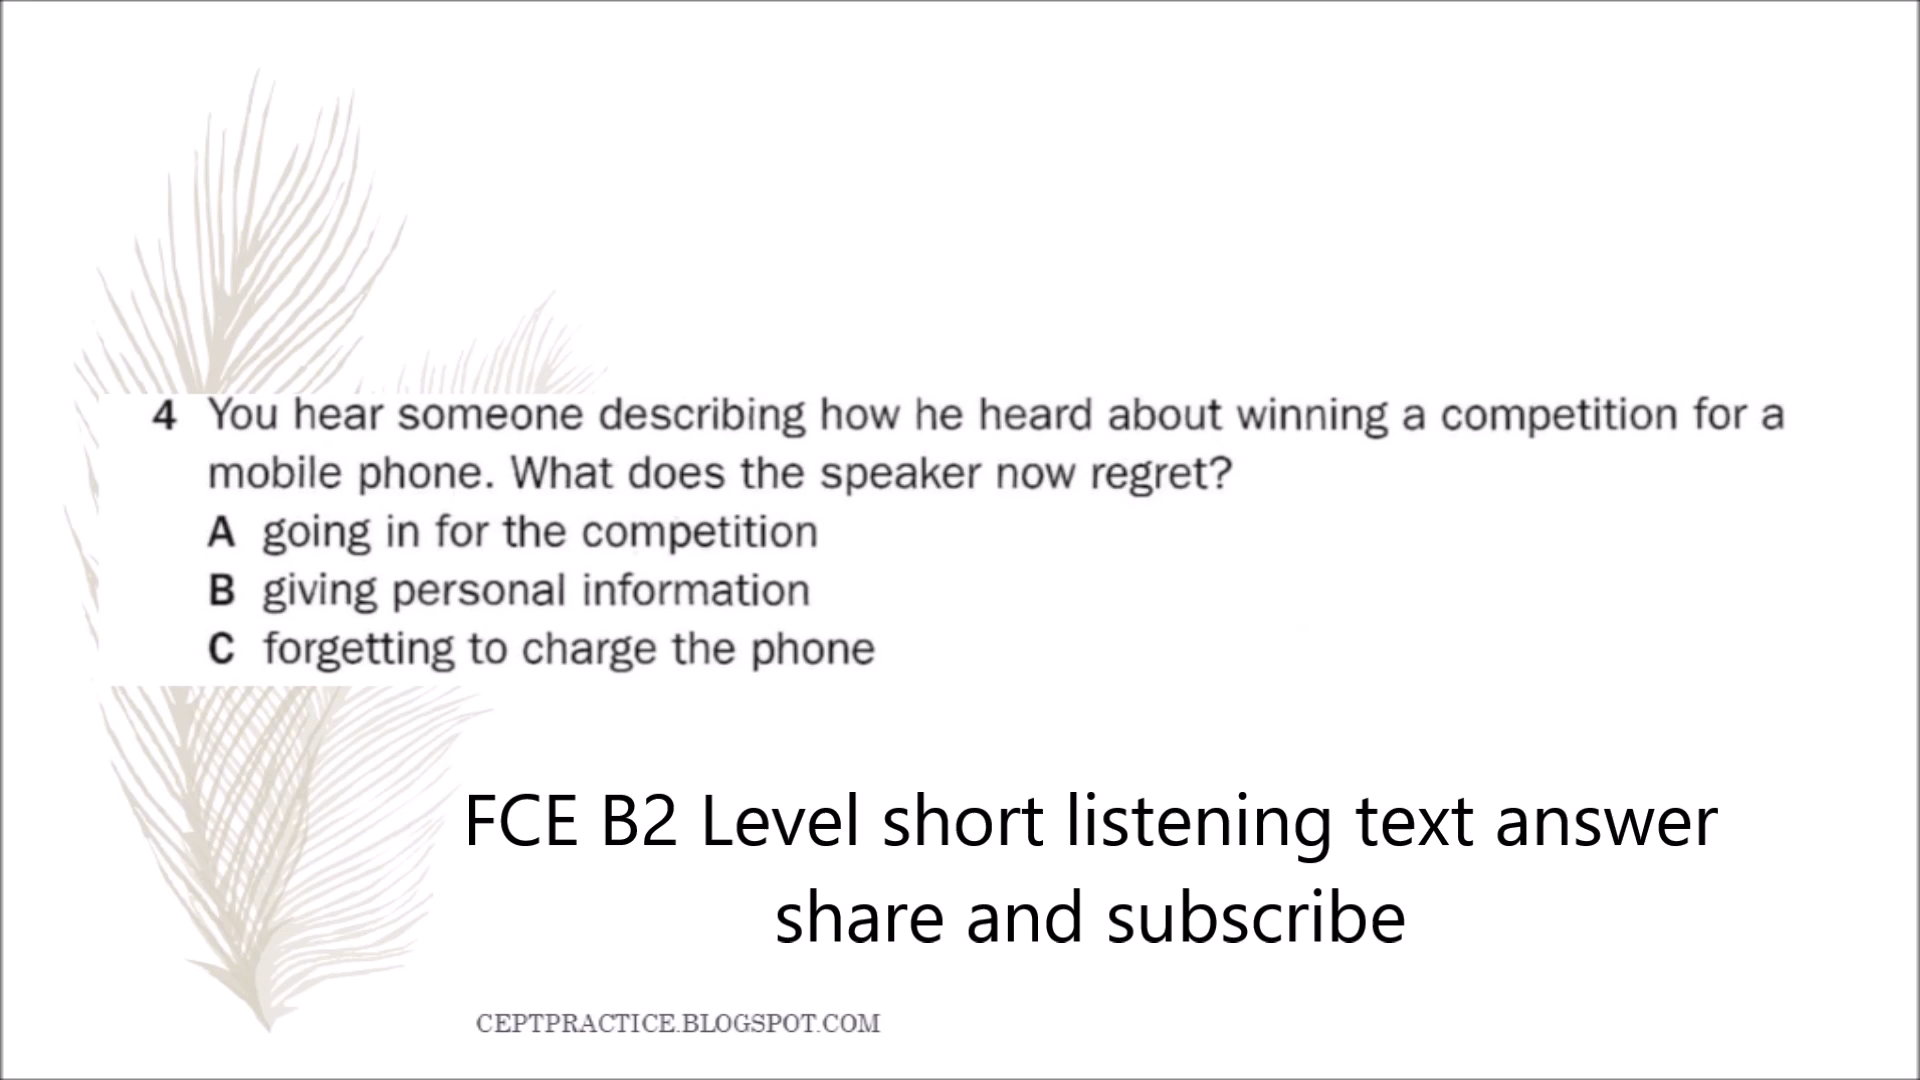 4 You hear someone describing how he heard about winning a competition for a
mobile phone. What does the speaker now regret?
A going in for the competition
B giving personal information
C forgetting to charge the phone
FCE B2 Level short listening text answer
share and subscribe
CEPTPRACTICE.BLOGSPOT.COM